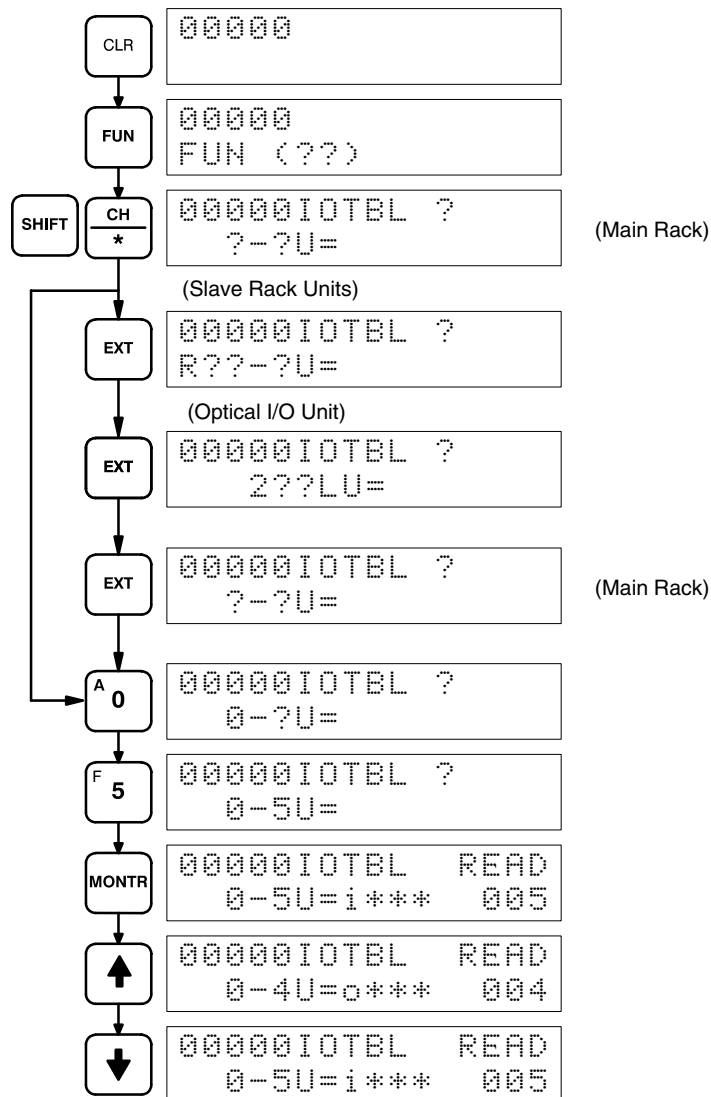 CLR
00000
FUN
00000
FUN (??)
SHIFT
CH
*
00000IOTBL ?
?-?U=
(Main Rack)
(Slave Rack Units)
EXT
00000IOTBL ?
R??-?U=
(Optical I/O Unit)
EXT
00000IOTBL ?
2??LU=
EXT
00000IOTBL ?
?-?U=
(Main Rack)
A 0
00000IOTBL ?
0-?U=
F 5
00000IOTBL ?
0-5U=
MONTR
00000IOTBL READ
0-5U=i*** 005
00000IOTBL READ
0-4U=o*** 004
00000IOTBL READ
0-5U=i*** 005